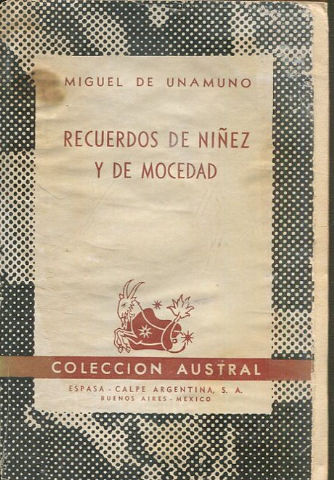 MIGUEL DE UNAMUNO
RECUERDOS DE NIÑEZ
Y DE MOCEDAD
COLECCION AUSTRAL
ESPASA - CALPE ARGENTINA, S. A.
BUENOS AIRES - MEXICO